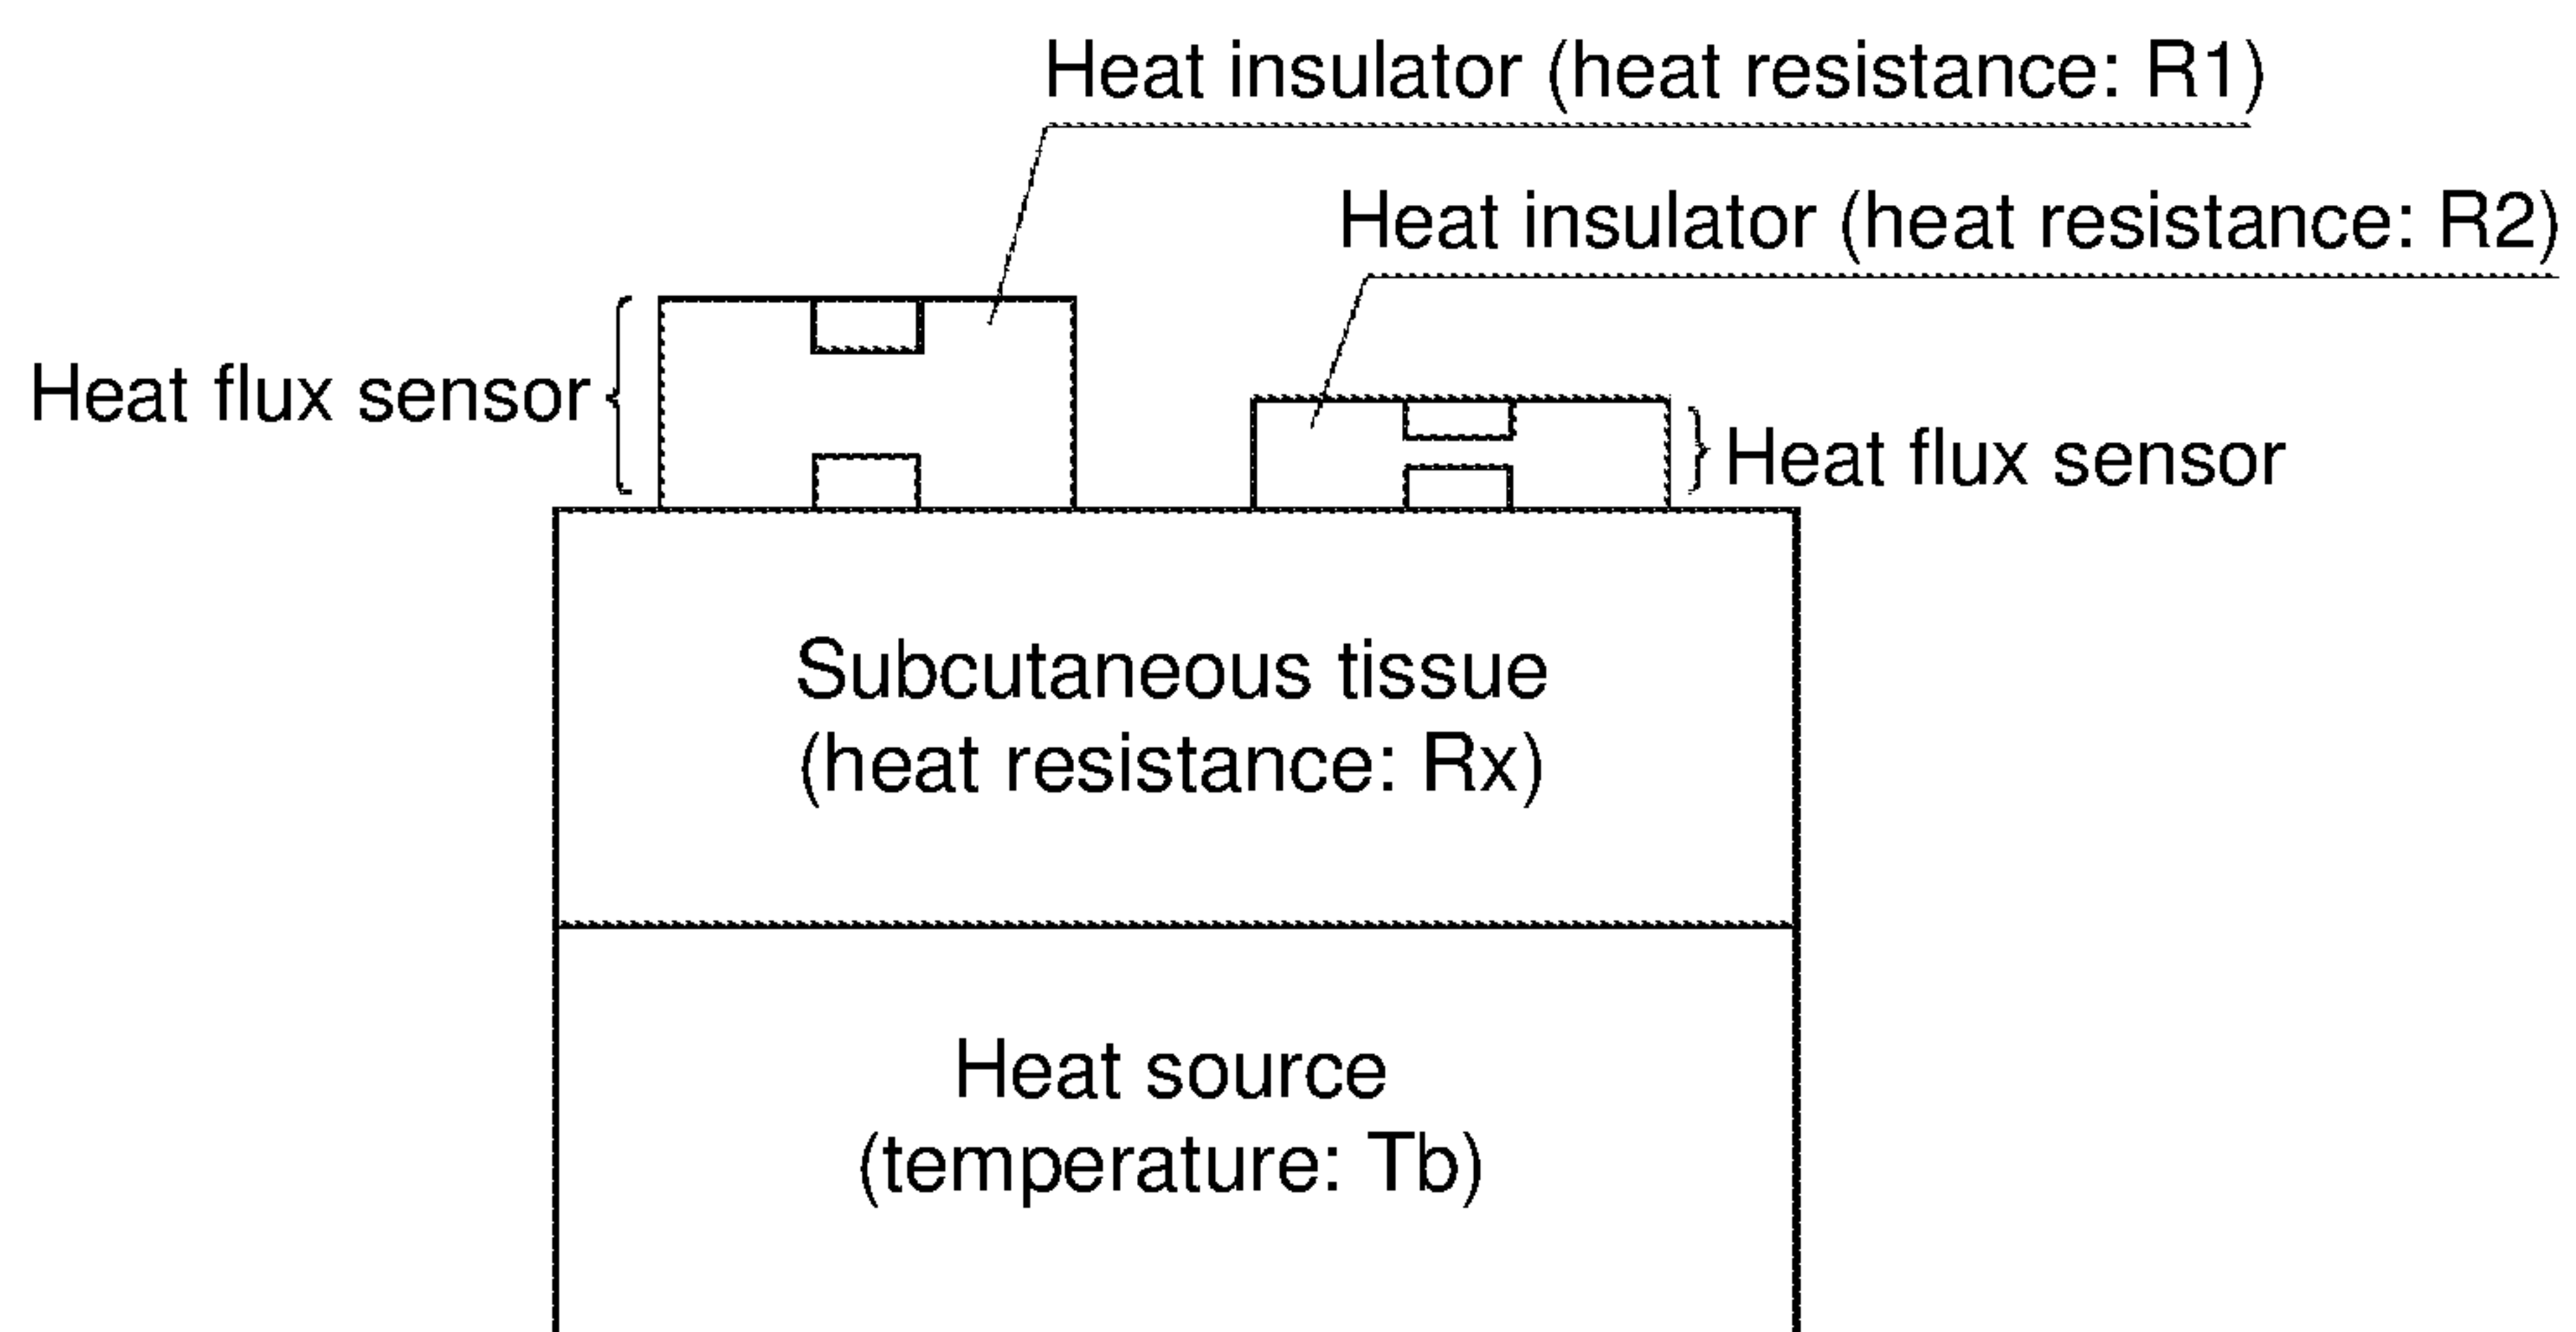 Heat insulator (heat resistance: R1)
Heat insulator (heat resistance: R2)
Heat flux sensor
Heat flux sensor
Subcutaneous tissue
(heat resistance: Rx)
Heat source
(temperature: Tb)